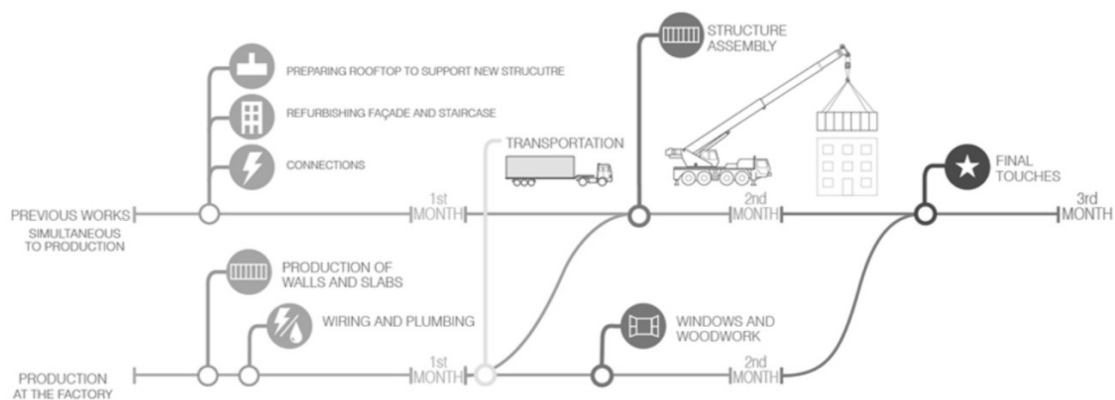 STRUCTURE
ASSEMBLY
PREPARING ROOFTOP TO SUPPORT NEW STRUCUTRE
REFURBISHING FAÇADE AND STAIRCASE
TRANSPORTATION
CONNECTIONS
FINAL
TOUCHES
PREVIOUS WORKS
SIMULTANEOUS
TO PRODUCTION
1st
MONTH
2nd
MONTH
3rd
MONTH
PRODUCTION OF
WALLS AND SLABS
WIRING AND PLUMBING
WINDOWS AND
WOODWORK
PRODUCTION
AT THE FACTORY
1st
MONTH
2nd
MONTH